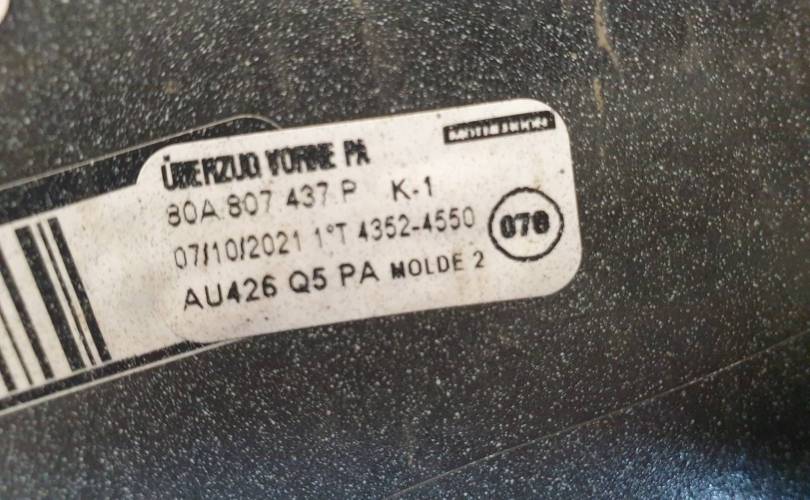 ÜBERZUG VORNE PA
80A 807 437 P K-1
07/10/2021 1°T 4352-4550
078
AU426 Q5 PA MOLDE 2